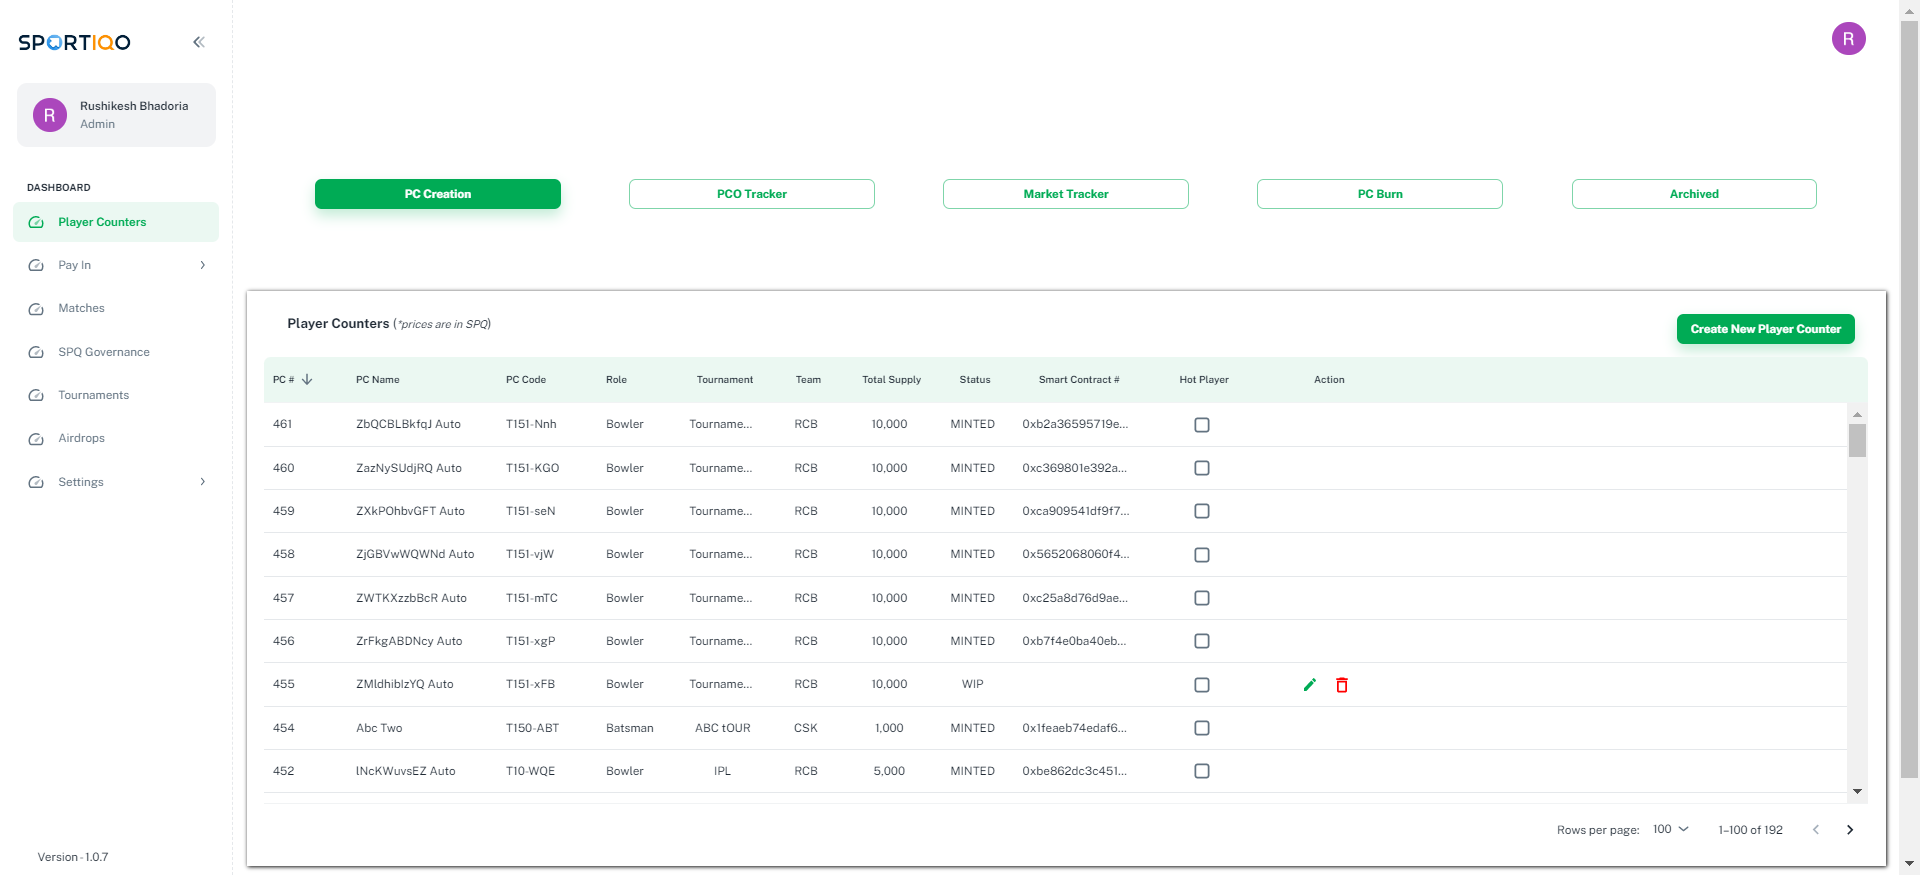 SPORTIQO
R
R
Rushikesh Bhadoria
Admin
DASHBOARD
Player Counters
Pay In
Matches
SPQ Governance
Tournaments
Airdrops
Settings
Version - 1.0.7
PC Creation PCO Tracker Market Tracker PC Burn Archived
Player Counters (*prices are in SPQ)
Create New Player Counter
PC # PC Name PC Code Role Tournament Team Total Supply Status Smart Contract # Hot Player Action
461 ZbQCBLBkfqJ Auto T151-Nnh Bowler Tourname... RCB 10,000 MINTED 0xb2a36595719e...
460 ZazNySUdjRQ Auto T151-KGO Bowler Tourname... RCB 10,000 MINTED 0xc369801e392a...
459 ZXkPOhbvGFT Auto T151-seN Bowler Tourname... RCB 10,000 MINTED 0xca909541df9f7...
458 ZjGBVwWQWNd Auto T151-vjW Bowler Tourname... RCB 10,000 MINTED 0x5652068060f4...
457 ZWTKXzzbBcR Auto T151-mTC Bowler Tourname... RCB 10,000 MINTED 0xc25a8d76d9ae...
456 ZrFkgABDNcy Auto T151-xgP Bowler Tourname... RCB 10,000 MINTED 0xb7f4e0ba40eb...
455 ZMldhibIzYQ Auto T151-xFB Bowler Tourname... RCB 10,000 WIP
454 Abc Two T150-ABT Batsman ABC tOUR CSK 1,000 MINTED 0x1feaeb74edaf6...
452 lNcKWuvsEZ Auto T10-WQE Bowler IPL RCB 5,000 MINTED 0xbe862dc3c451...
Rows per page: 100 1–100 of 192